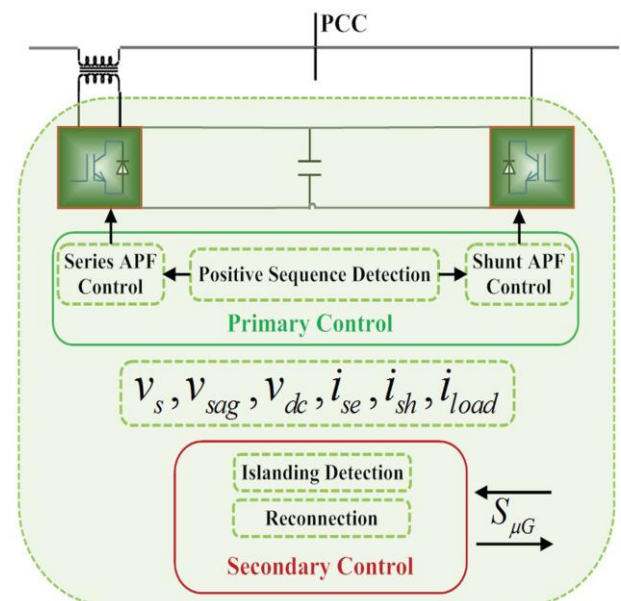 PCC
Series APF
Control
Positive Sequence Detection
Shunt APF
Control
Primary Control
v_s, v_sag, v_dc, i_se, i_sh, i_load
Islanding Detection
Reconnection
S_μG
Secondary Control